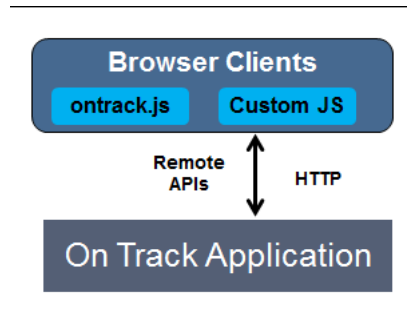 Browser Clients
ontrack.js
Custom JS
Remote
APIs
HTTP
On Track Application